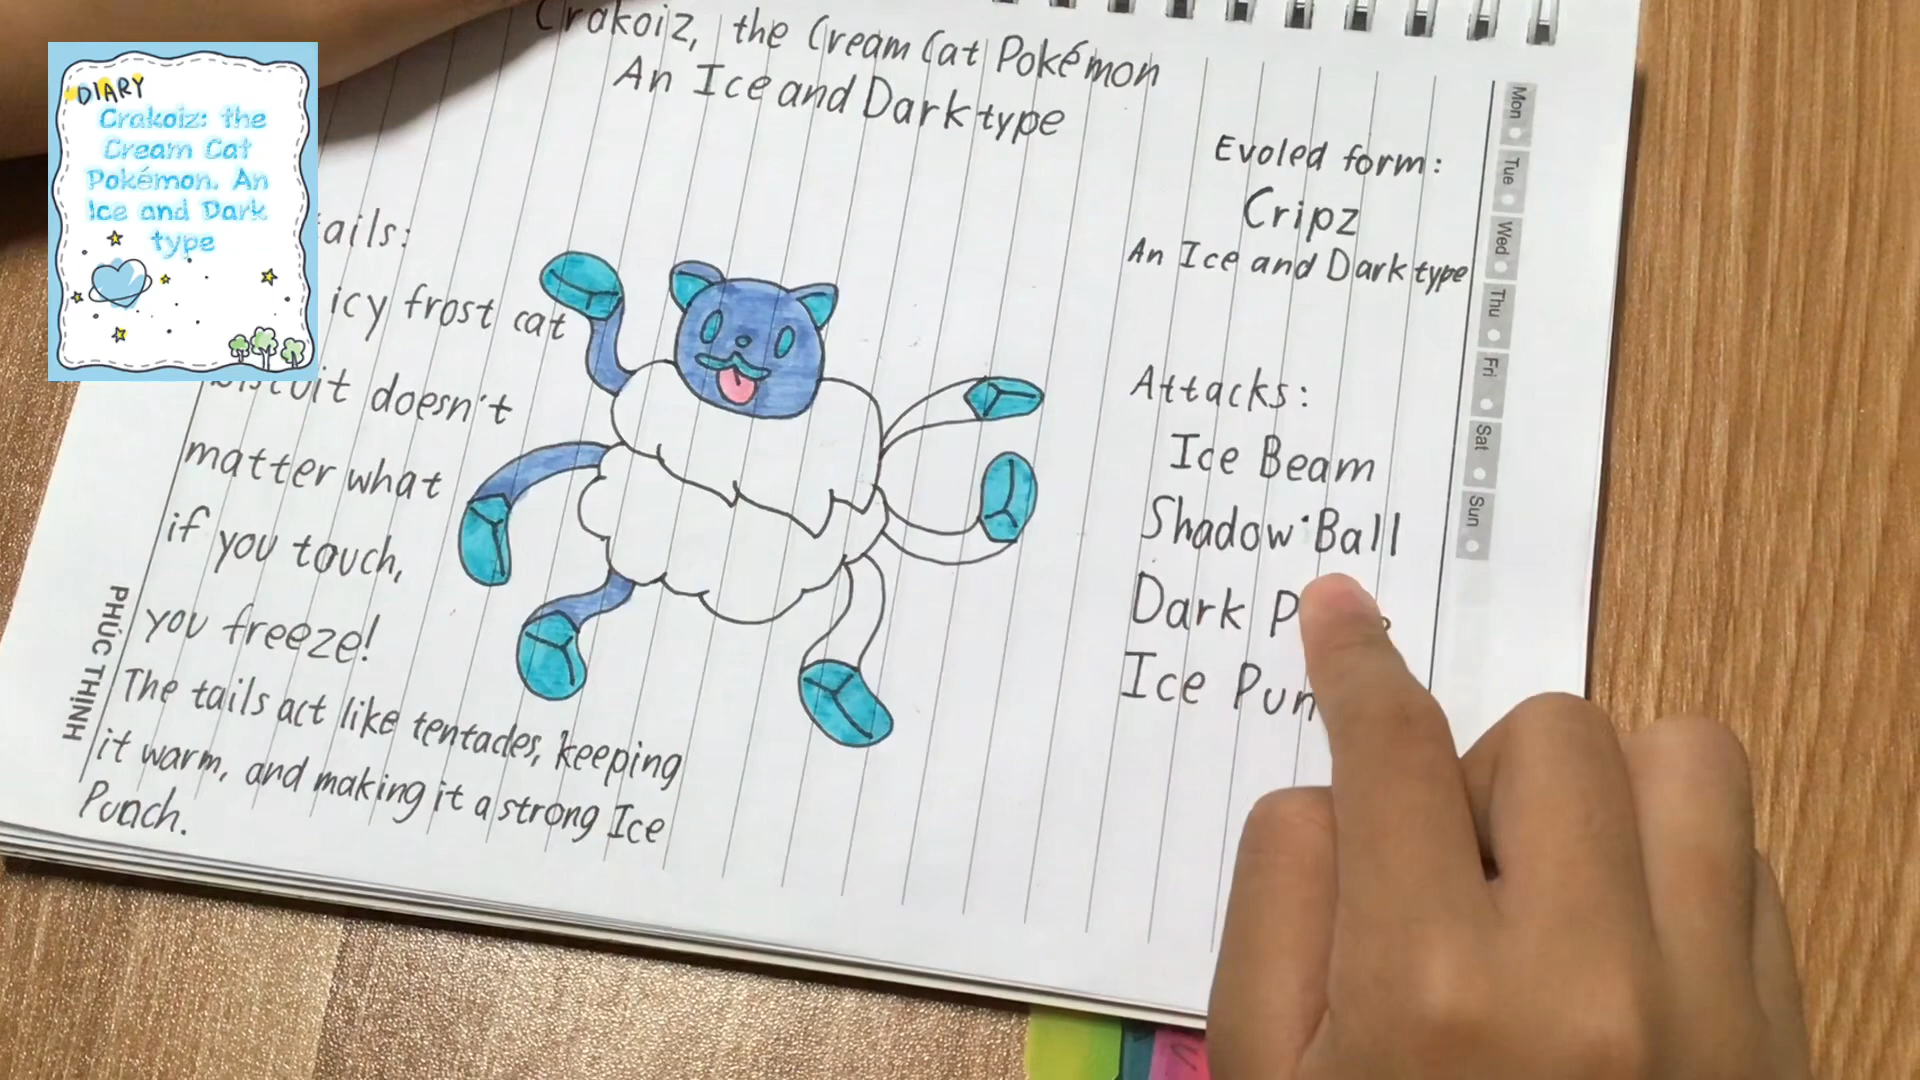 DIARY
Crakoiz: the
Cream Cat
Pokémon. An
Ice and Dark
type
Crakoiz, the Cream Cat Pokémon
An Ice and Dark type
Evoled form:
Cripz
An Ice and Dark type
ails:
icy frost cat
doesn't
matter what
if you touch,
you freeze!
The tails act like tentacles, keeping
it warm, and making it a strong Ice
Punch.
Attacks:
Ice Beam
Shadow Ball
Dark
Ice
PHÚC THỊNH
Mon
Tue
Wed
Thu
Fri
Sat
Sun